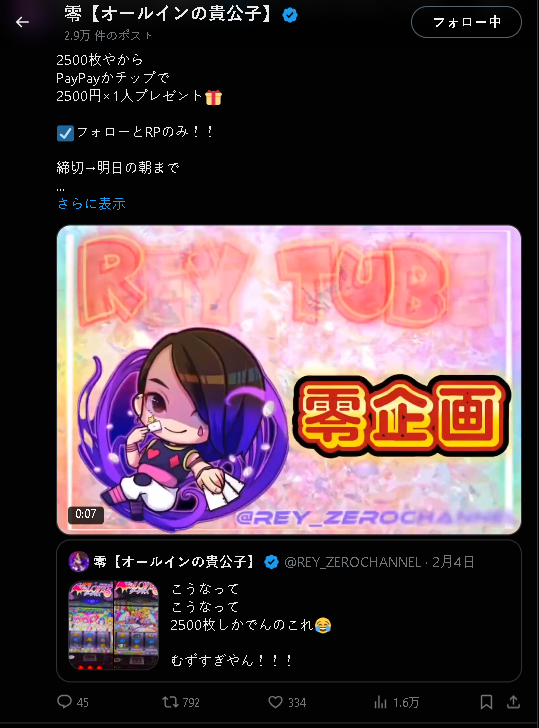 零【オールインの貴公子】
2.9万 件のポスト
フォロー中
2500枚やから
PayPayかチップで
2500円×1人プレゼント🎁
☑️フォローとRPのみ！！
締切→明日の朝まで
...
さらに表示
REY TUBE
零企画
@REY_ZEROCHANNEL
0:07
零【オールインの貴公子】 @REY_ZEROCHANNEL · 2月4日
こうなって
こうなって
2500枚しかでんのこれ😂
むずすぎやん！！！
45 792 334 1.6万